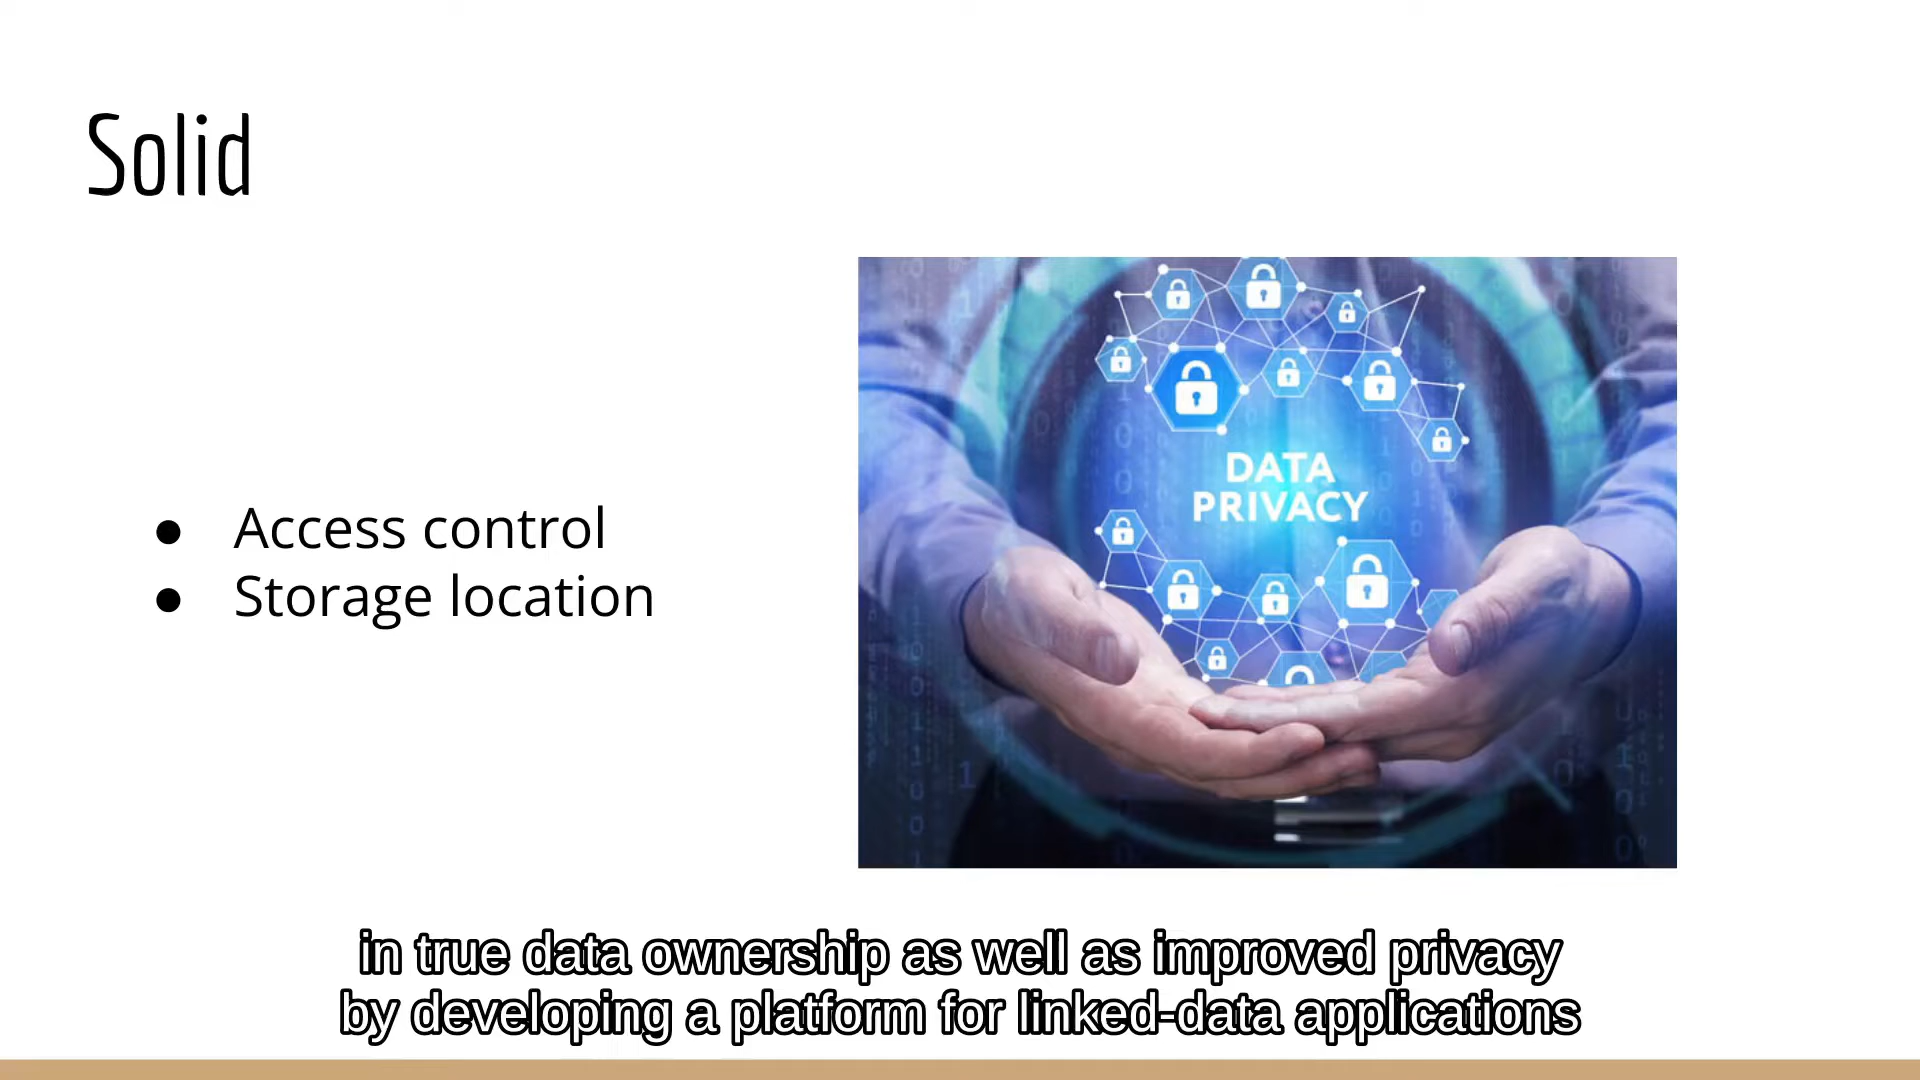 Solid
● Access control
● Storage location
DATA
PRIVACY
in true data ownership as well as improved privacy
by developing a platform for linked-data applications